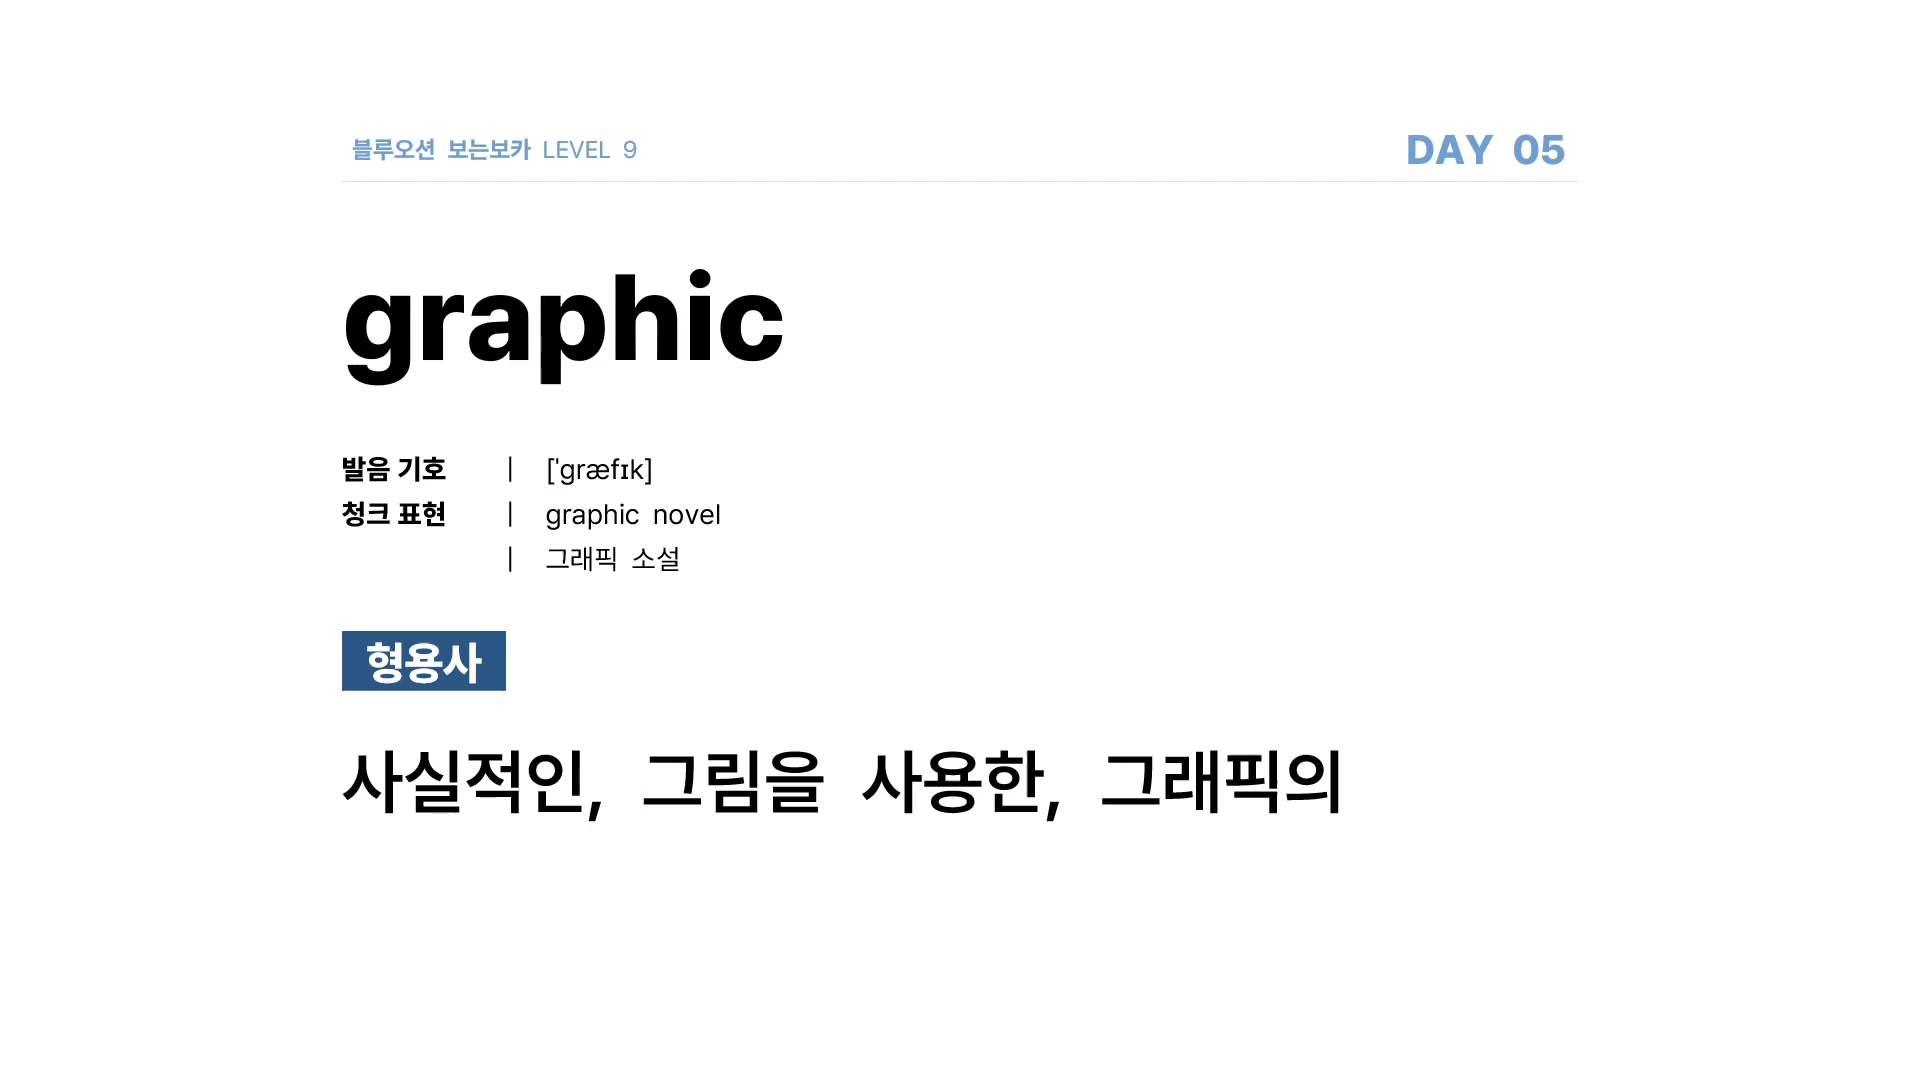 블루오션 보는보카 LEVEL 9
DAY 05
graphic
발음 기호 | [ˈɡræfɪk]
청크 표현 | graphic novel
| 그래픽 소설
형용사
사실적인, 그림을 사용한, 그래픽의